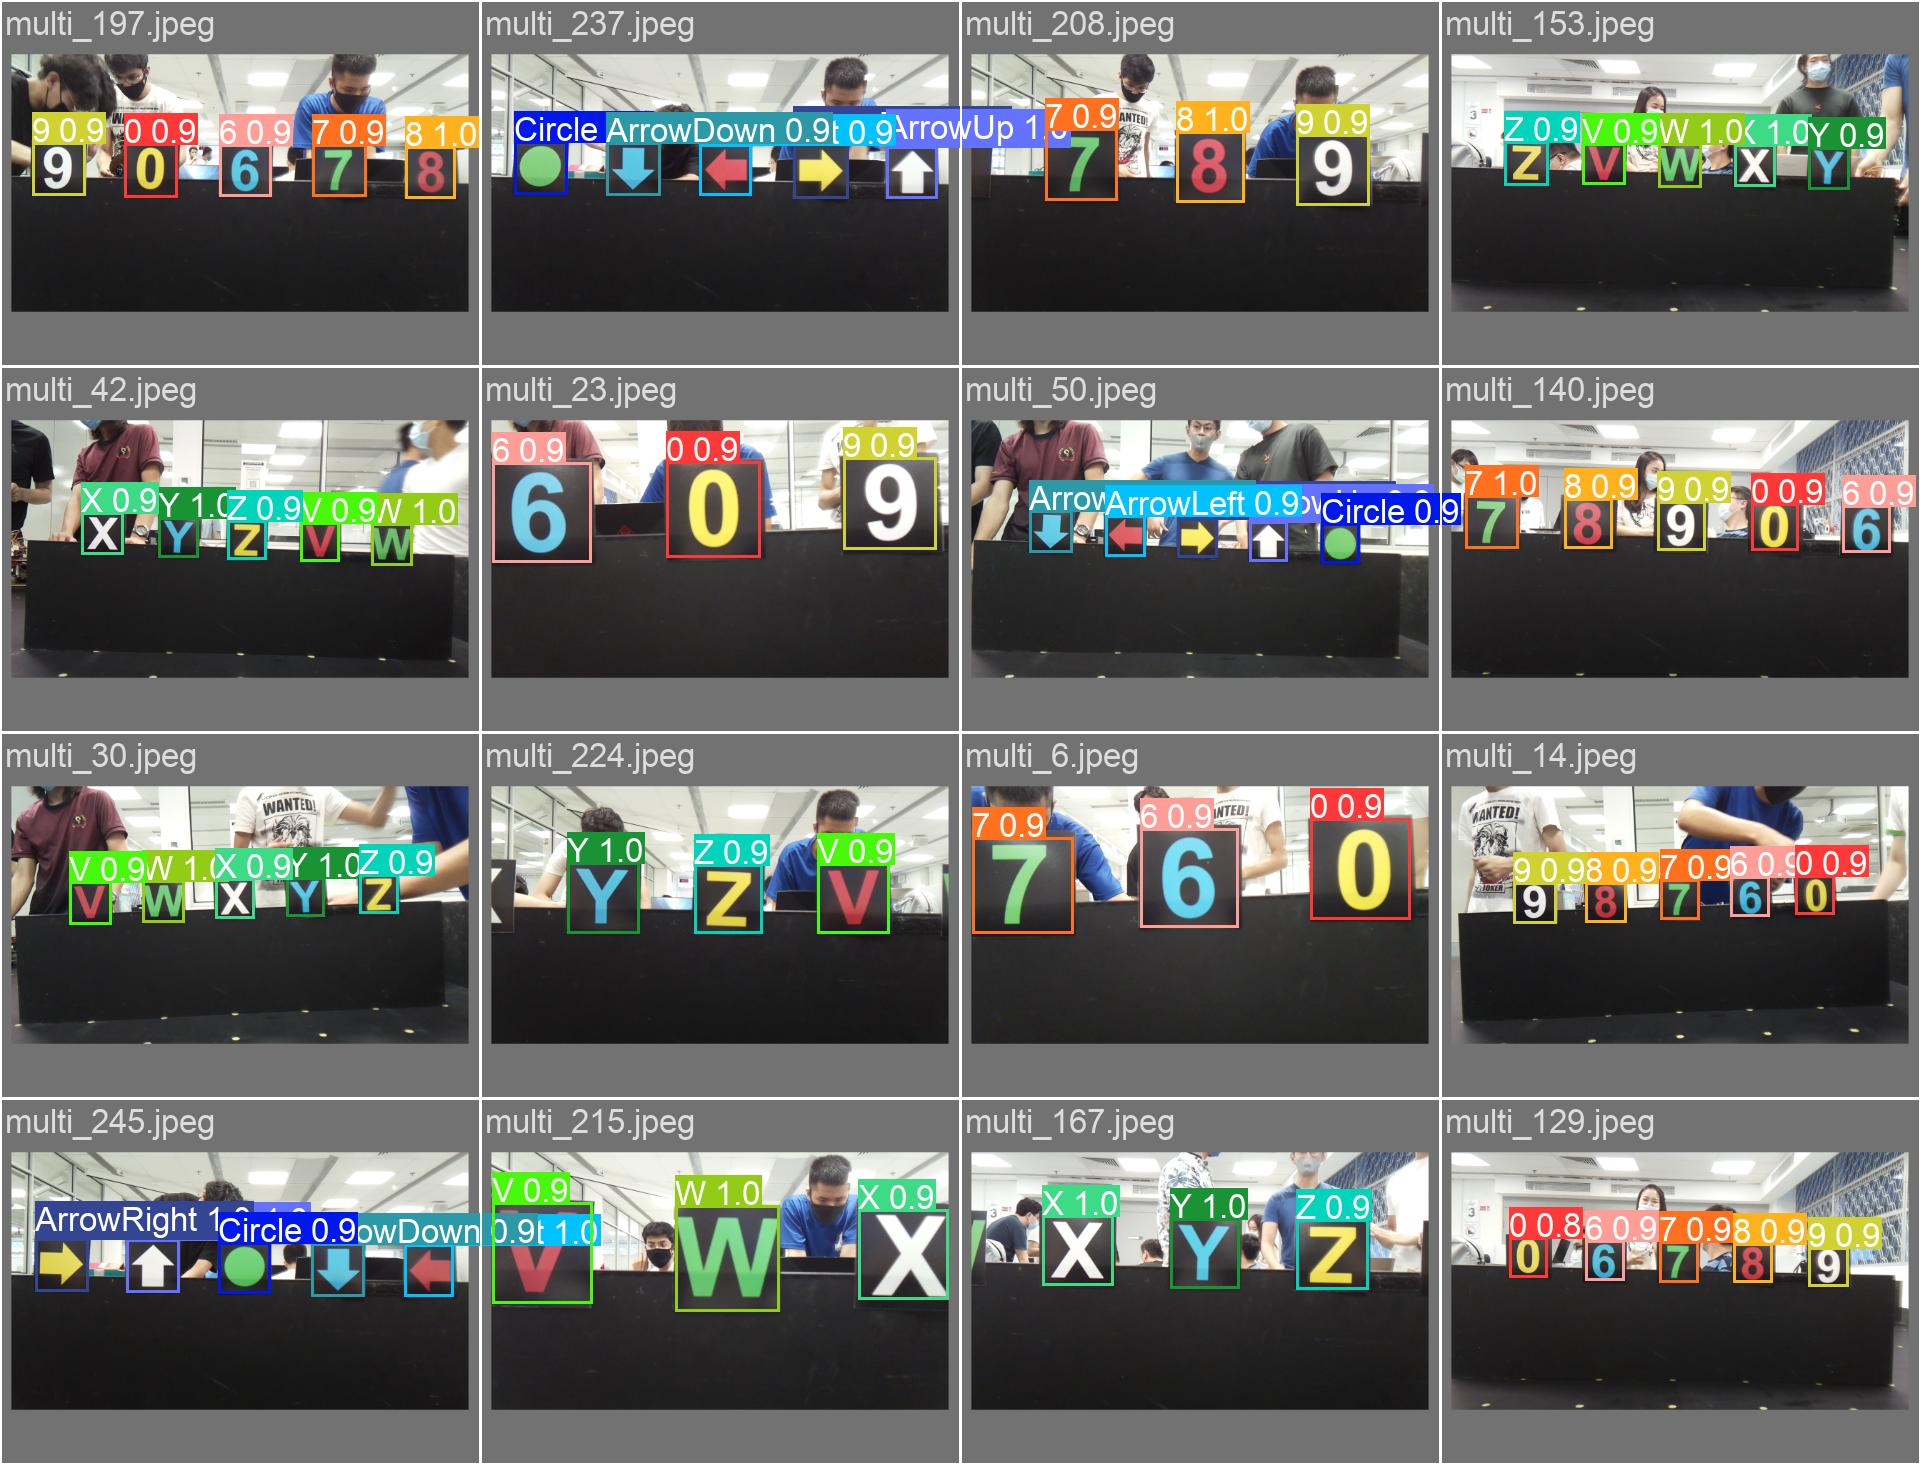 multi_197.jpeg
9 0.9
0 0.9
6 0.9
7 0.9
8 1.0
9
0
6
7
8
multi_237.jpeg
Circle
ArrowDown 0.9
t 0.9
ArrowUp 1.0
multi_208.jpeg
7 0.9
8 1.0
9 0.9
WANTED!
7
8
9
multi_153.jpeg
Z 0.9
V 0.9
W 1.0
X 1.0
Y 0.9
3
Z
V
W
X
Y
multi_42.jpeg
X 0.9
Y 1.0
Z 0.9
V 0.9
W 1.0
X
Y
Z
V
W
multi_23.jpeg
6 0.9
0 0.9
9 0.9
6
0
9
multi_50.jpeg
Arrow
ArrowLeft 0.9
Circle 0.9
multi_140.jpeg
7 1.0
8 0.9
9 0.9
0 0.9
6 0.9
7
8
9
0
6
multi_30.jpeg
WANTED!
V 0.9
W 1.0
X 0.9
Y 1.0
Z 0.9
V
W
X
Y
Z
multi_224.jpeg
Y 1.0
Z 0.9
V 0.9
Y
Z
V
multi_6.jpeg
7 0.9
6 0.9
0 0.9
7
6
0
multi_14.jpeg
WANTED!
9 0.9
8 0.9
7 0.9
6 0.9
0 0.9
JOKER
9
8
7
6
0
multi_245.jpeg
ArrowRight 1.0
Circle 0.9
owDown 0.9
t 1.0
multi_215.jpeg
V 0.9
W 1.0
X 0.9
V
W
X
multi_167.jpeg
X 1.0
Y 1.0
Z 0.9
X
Y
Z
multi_129.jpeg
3
0 0.8
6 0.9
7 0.9
8 0.9
9 0.9
0
6
7
8
9